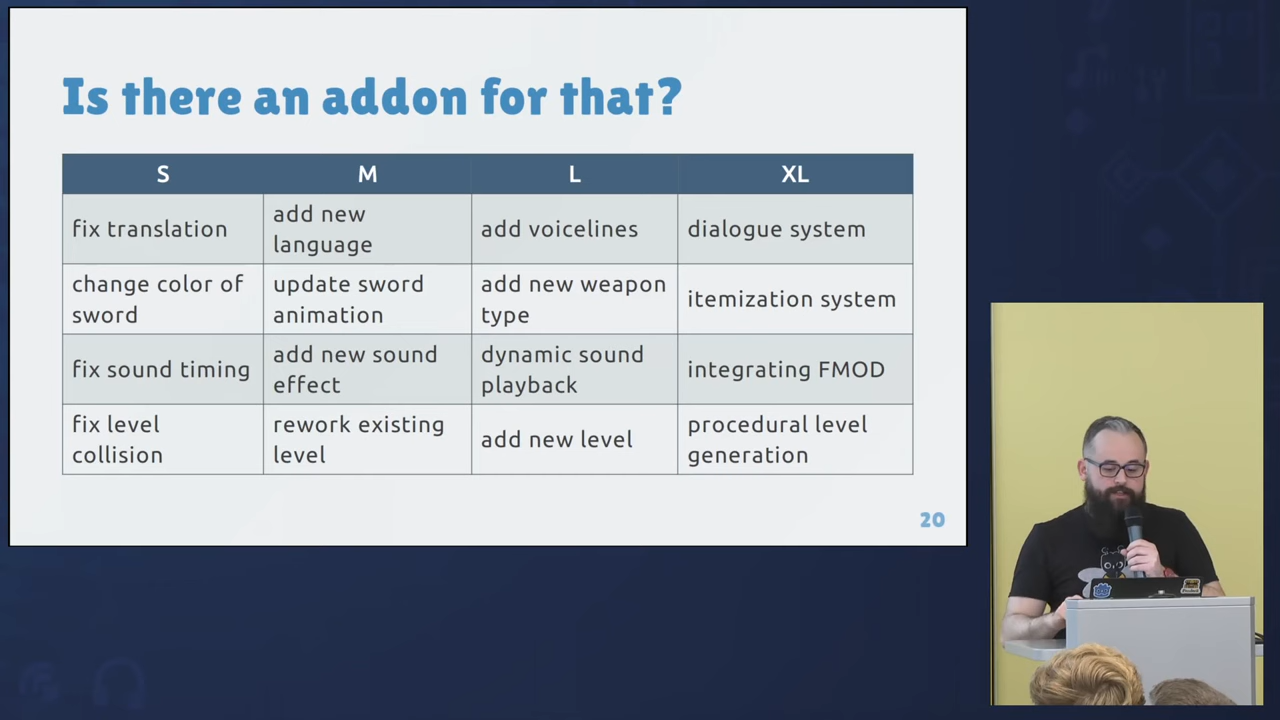 Is there an addon for that?
S M L XL
fix translation
add new
language
add voicelines
dialogue system
change color of
sword
update sword
animation
add new weapon
type
itemization system
fix sound timing
add new sound
effect
dynamic sound
playback
integrating FMOD
fix level
collision
rework existing
level
add new level
procedural level
generation
20